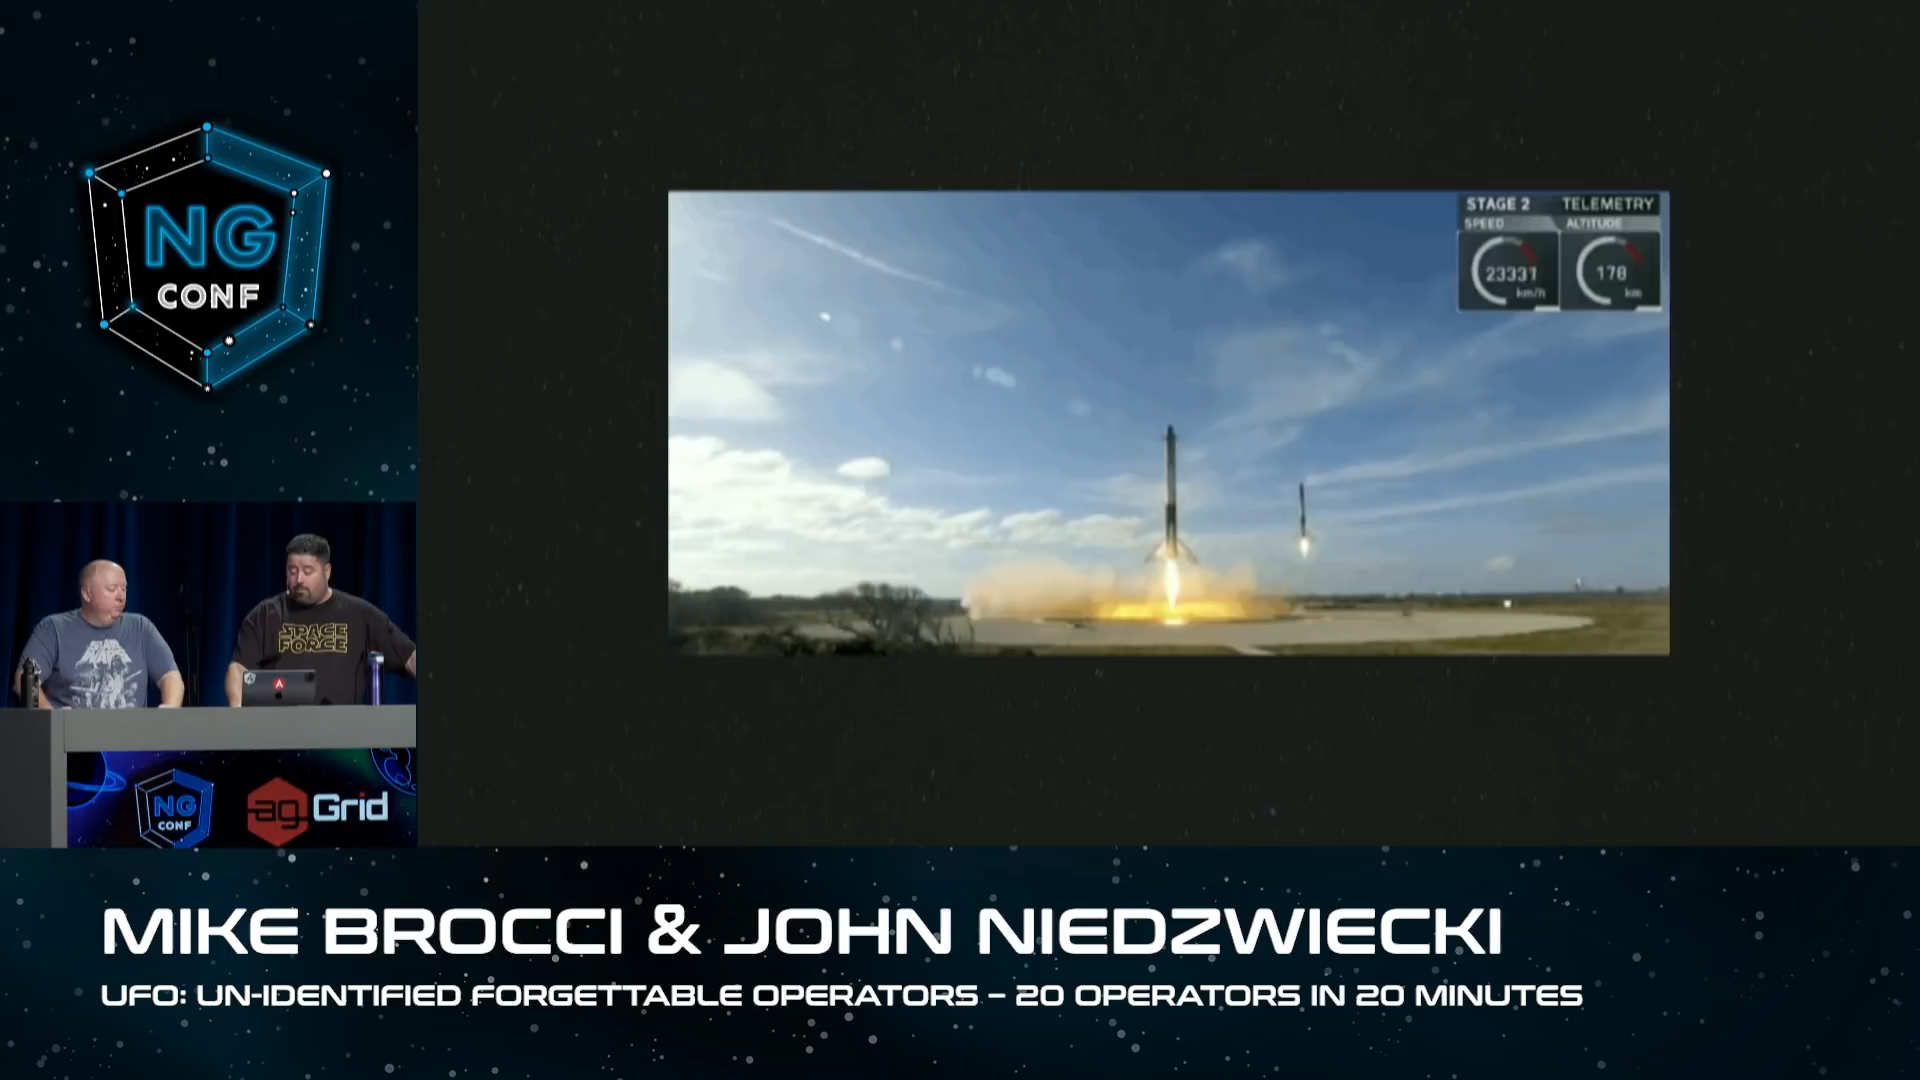 NG
CONF
STAGE 2 TELEMETRY
SPEED ALTITUDE
23331 178
km/h km
SPACE
FORCE
NG
CONF
ag Grid
MIKE BROCCI & JOHN NIEDZWIECKI
UFO: UN-IDENTIFIED FORGETTABLE OPERATORS – 20 OPERATORS IN 20 MINUTES